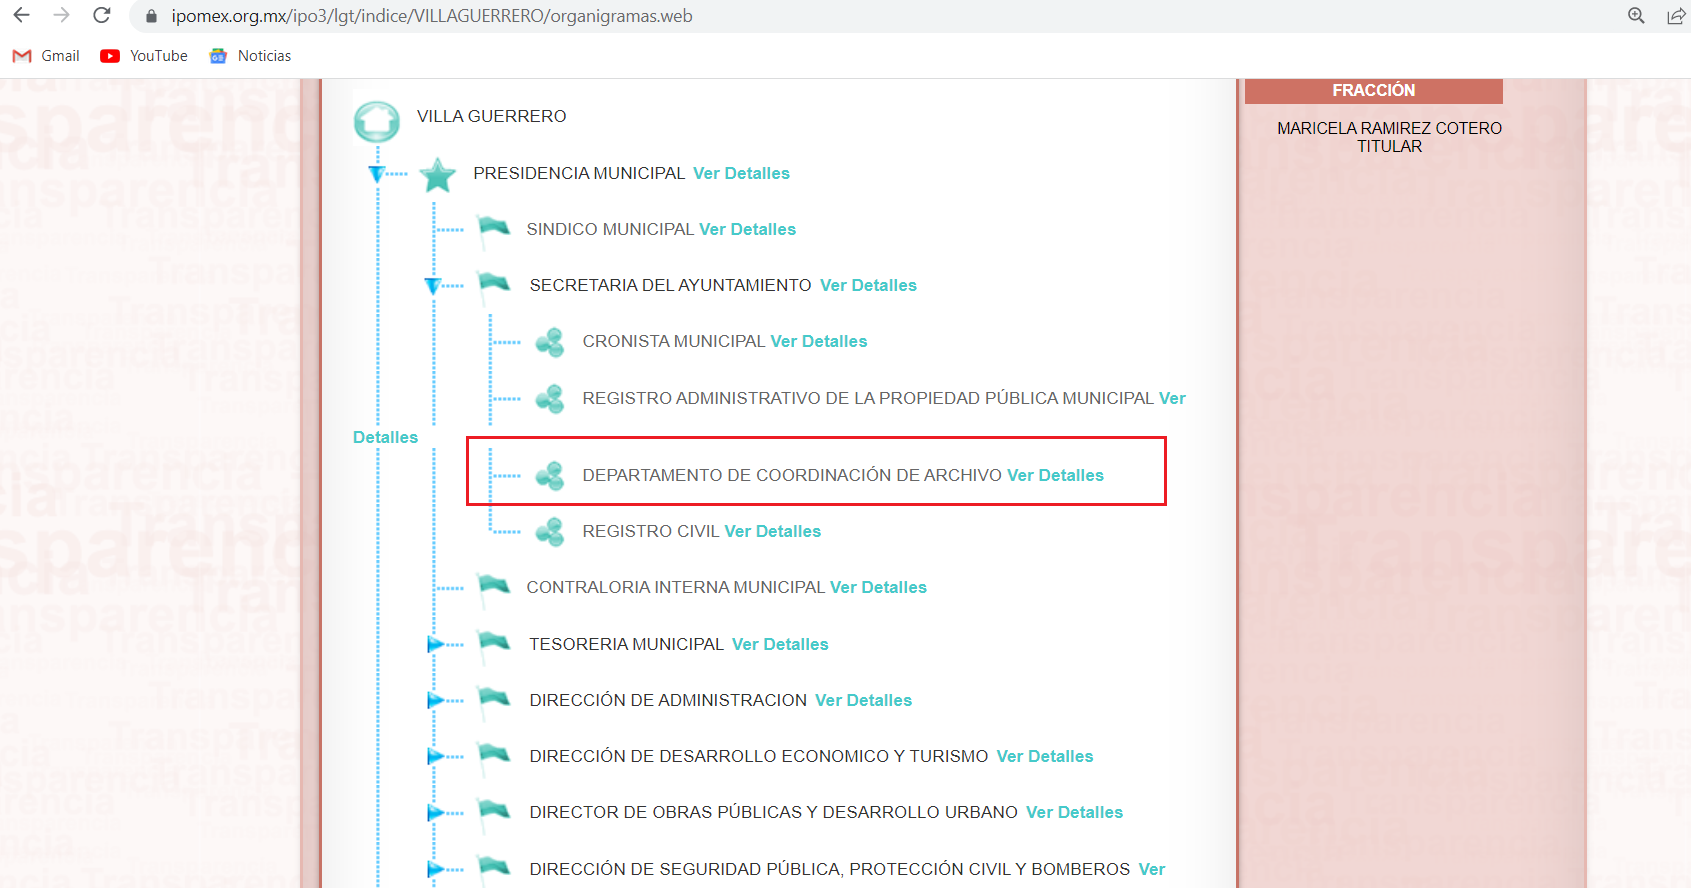 ipomex.org.mx/ipo3/lgt/indice/VILLAGUERRERO/organigramas.web
Gmail YouTube Noticias
FRACCIÓN
MARICELA RAMIREZ COTERO
TITULAR
VILLA GUERRERO
PRESIDENCIA MUNICIPAL Ver Detalles
SINDICO MUNICIPAL Ver Detalles
SECRETARIA DEL AYUNTAMIENTO Ver Detalles
CRONISTA MUNICIPAL Ver Detalles
REGISTRO ADMINISTRATIVO DE LA PROPIEDAD PÚBLICA MUNICIPAL Ver
Detalles
DEPARTAMENTO DE COORDINACIÓN DE ARCHIVO Ver Detalles
REGISTRO CIVIL Ver Detalles
CONTRALORIA INTERNA MUNICIPAL Ver Detalles
TESORERIA MUNICIPAL Ver Detalles
DIRECCIÓN DE ADMINISTRACION Ver Detalles
DIRECCIÓN DE DESARROLLO ECONOMICO Y TURISMO Ver Detalles
DIRECTOR DE OBRAS PÚBLICAS Y DESARROLLO URBANO Ver Detalles
DIRECCIÓN DE SEGURIDAD PÚBLICA, PROTECCIÓN CIVIL Y BOMBEROS Ver